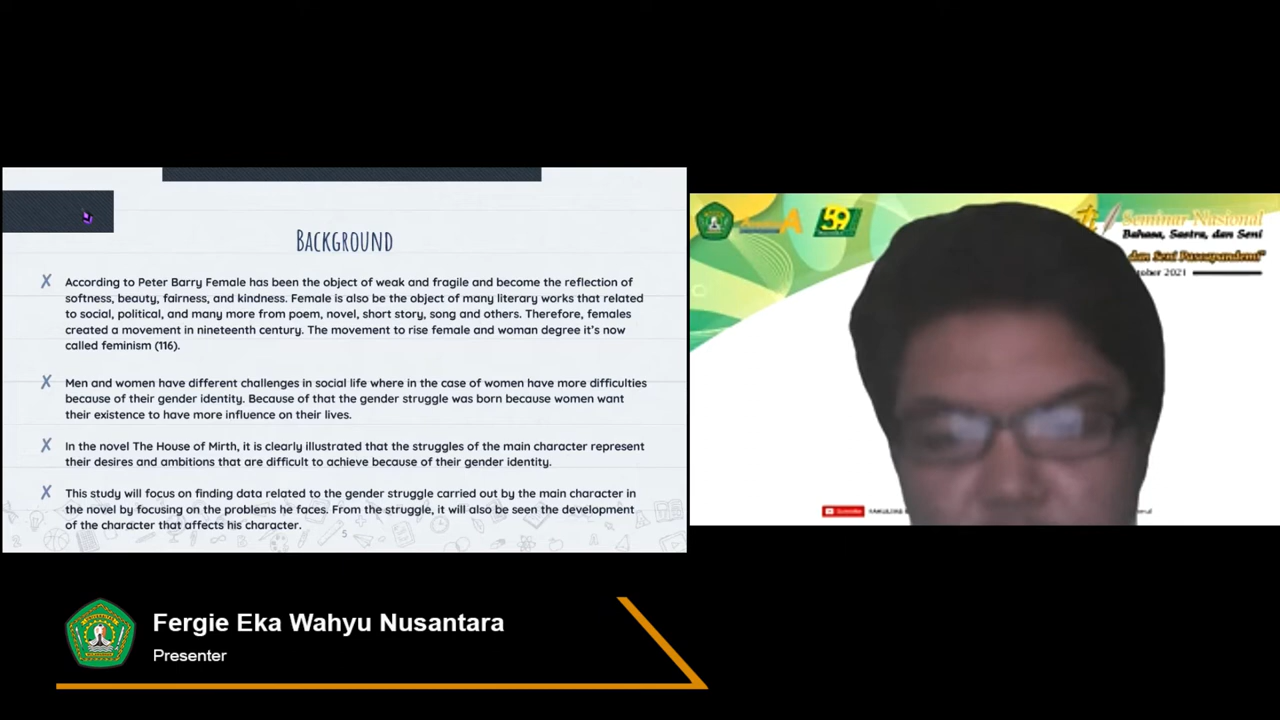 BACKGROUND
✗ According to Peter Barry Female has been the object of weak and fragile and become the reflection of
softness, beauty, fairness, and kindness. Female is also be the object of many literary works that related
to social, political, and many more from poem, novel, short story, song and others. Therefore, females
created a movement in nineteenth century. The movement to rise female and woman degree it’s now
called feminism (116).
✗ Men and women have different challenges in social life where in the case of women have more difficulties
because of their gender identity. Because of that the gender struggle was born because women want
their existence to have more influence on their lives.
✗ In the novel The House of Mirth, it is clearly illustrated that the struggles of the main character represent
their desires and ambitions that are difficult to achieve because of their gender identity.
✗ This study will focus on finding data related to the gender struggle carried out by the main character in
the novel by focusing on the problems he faces. From the struggle, it will also be seen the development
of the character that affects his character.
5
59
Seminar Nasional
Bahasa, Sastra, dan Seni
dan Seni Pascapandemi"
tober 2021
Subscribe
Fergie Eka Wahyu Nusantara
Presenter